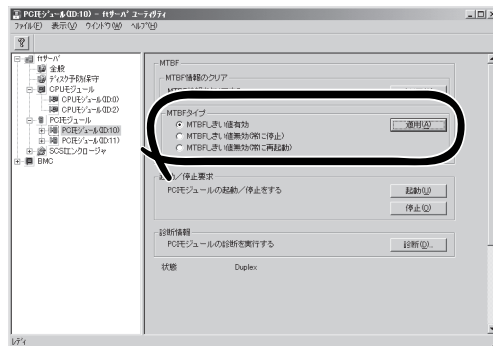 PCIモジュール(ID:10) - ftサーバ ユーティリティ
ファイル(F) 表示(V) ウインドウ(W) ヘルプ(H)
ftサーバ
全般
ディスク予防保守
CPUモジュール
CPUモジュール(ID:0)
CPUモジュール(ID:2)
PCIモジュール
PCIモジュール(ID:10)
PCIモジュール(ID:11)
SCSIエンクロージャ
BMC
MTBF
MTBF情報のクリア
MTBFタイプ
MTBFしきい値有効
MTBFしきい値無効(常に停止)
MTBFしきい値無効(常に再起動)
適用(A)
/停止要求
PCIモジュールの起動/停止をする
起動(U)
停止(O)
診断情報
PCIモジュールの診断を実行する
診断(D)...
状態 Duplex
レディ